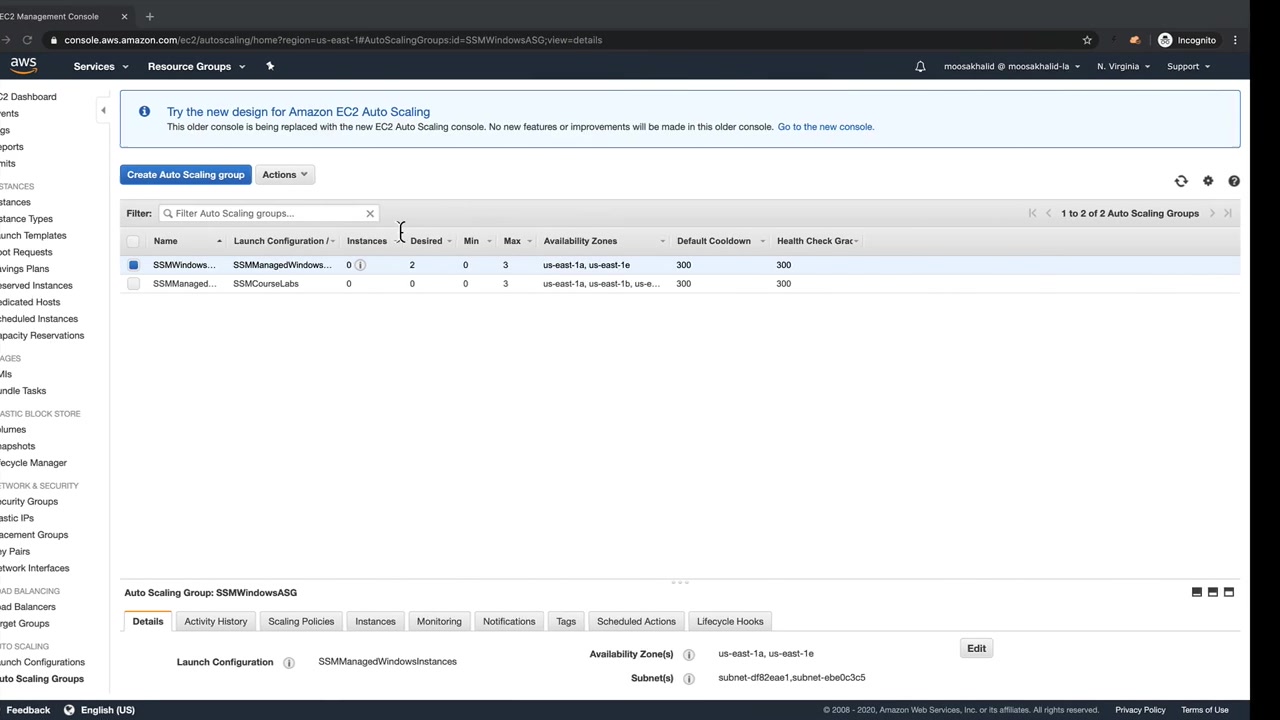 EC2 Management Console
console.aws.amazon.com/ec2/autoscaling/home?region=us-east-1#AutoScalingGroups:id=SSMWindowsASG;view=details
Incognito
aws
Services
Resource Groups
moosakhalid @ moosakhalid-la
N. Virginia
Support
C2 Dashboard
vents
gs
eports
mits
STANCES
stances
stance Types
unch Templates
oot Requests
avings Plans
eserved Instances
edicated Hosts
cheduled Instances
apacity Reservations
AGES
MIs
undle Tasks
ASTIC BLOCK STORE
olumes
napshots
fecycle Manager
ETWORK & SECURITY
ecurity Groups
astic IPs
acement Groups
ey Pairs
etwork Interfaces
OAD BALANCING
oad Balancers
arget Groups
UTO SCALING
unch Configurations
uto Scaling Groups
Try the new design for Amazon EC2 Auto Scaling
This older console is being replaced with the new EC2 Auto Scaling console. No new features or improvements will be made in this older console. Go to the new console.
Create Auto Scaling group
Actions
Filter: Filter Auto Scaling groups...
1 to 2 of 2 Auto Scaling Groups
Name Launch Configuration / Instances Desired Min Max Availability Zones Default Cooldown Health Check Grac
SSMWindows... SSMManagedWindows... 0 2 0 3 us-east-1a, us-east-1e 300 300
SSMManaged... SSMCourseLabs 0 0 0 3 us-east-1a, us-east-1b, us-e... 300 300
Auto Scaling Group: SSMWindowsASG
Details Activity History Scaling Policies Instances Monitoring Notifications Tags Scheduled Actions Lifecycle Hooks
Launch Configuration SSMManagedWindowsInstances
Availability Zone(s) us-east-1a, us-east-1e
Subnet(s) subnet-df82eae1,subnet-ebe0c3c5
Edit
Feedback
English (US)
© 2008 - 2020, Amazon Web Services, Inc. or its affiliates. All rights reserved.
Privacy Policy
Terms of Use